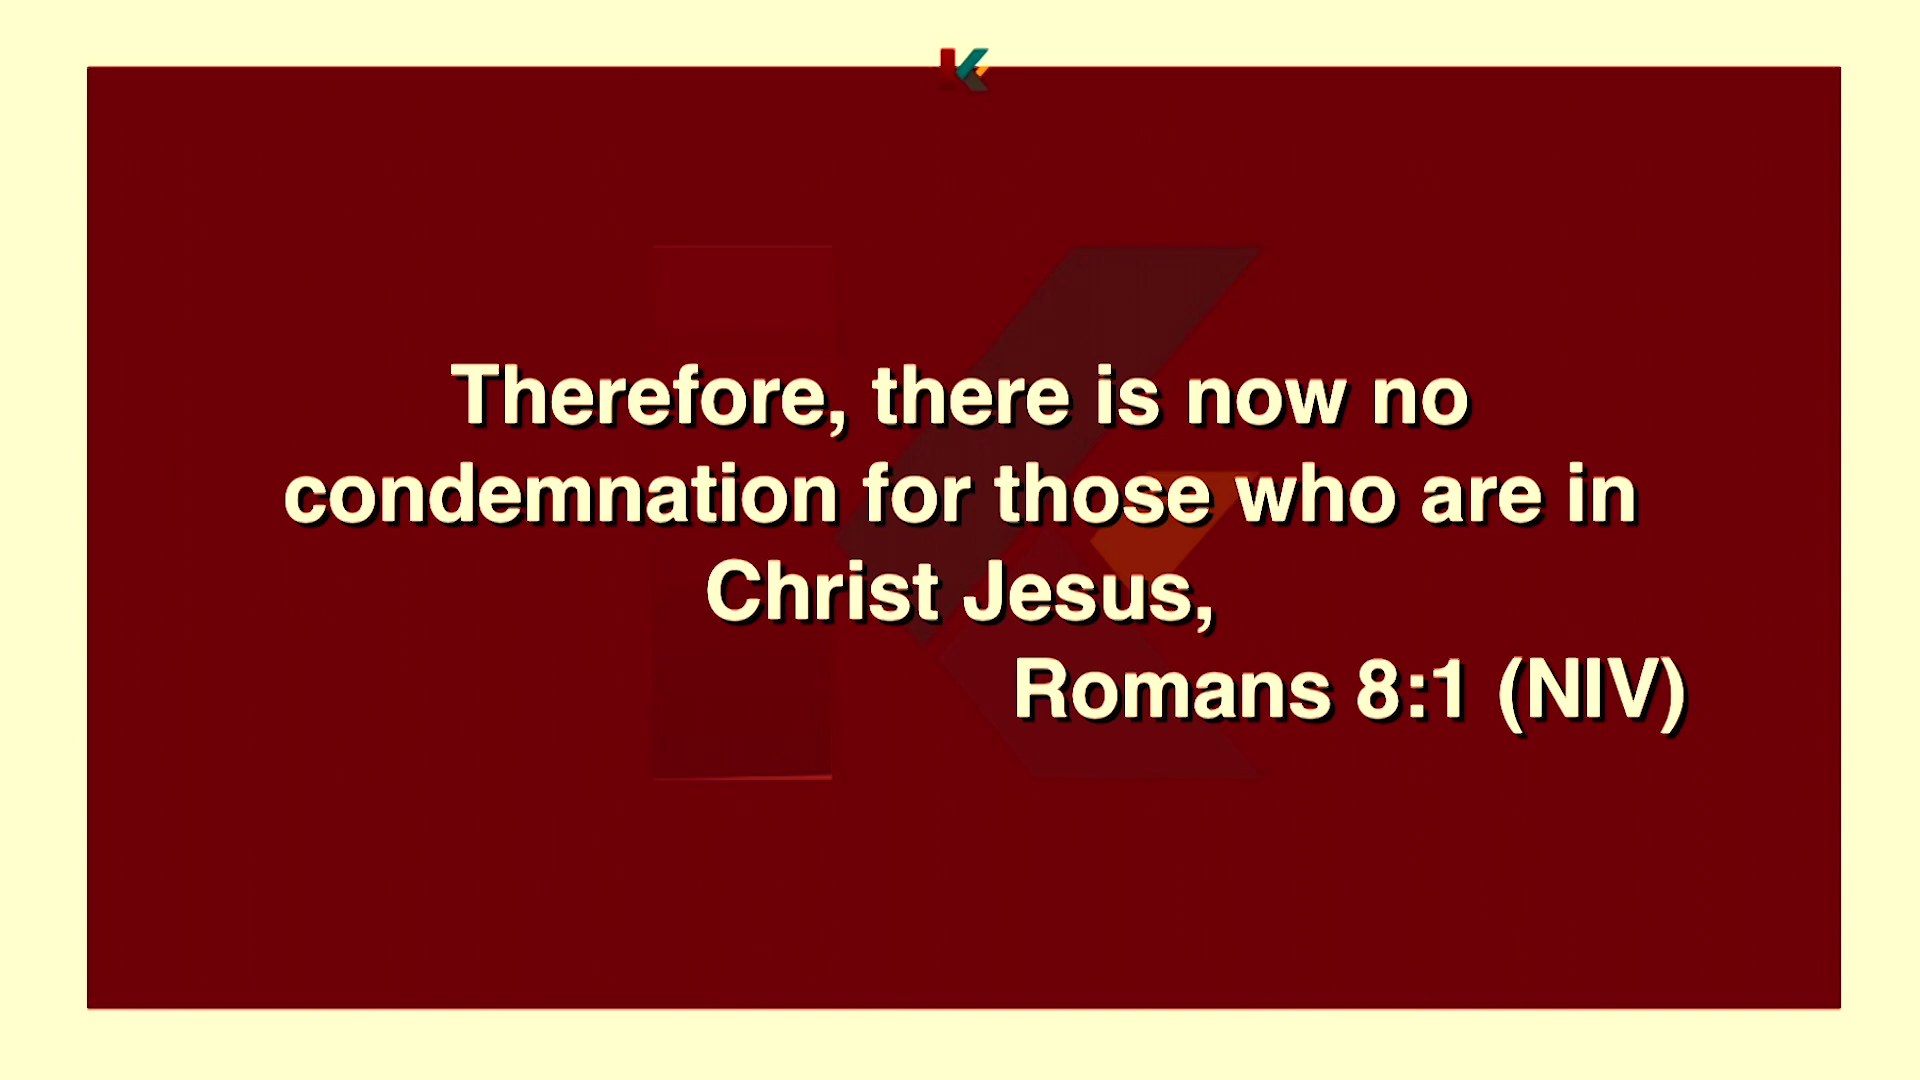 Therefore, there is now no
condemnation for those who are in
Christ Jesus,
Romans 8:1 (NIV)